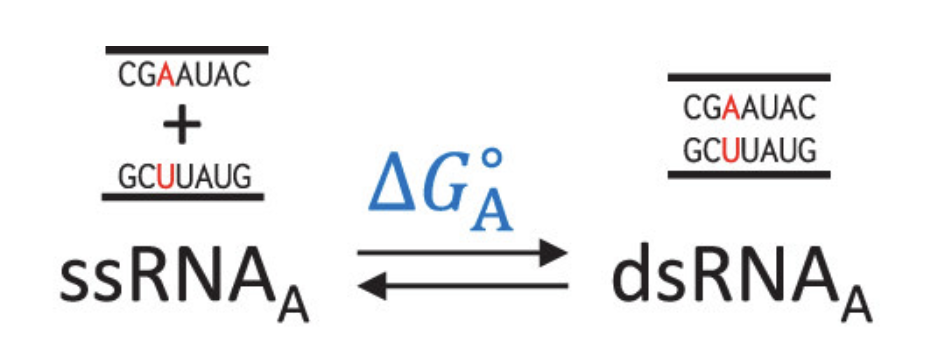 CGAAUAC
+
GCUUAUG
ssRNA_A
ΔG°_A
CGAAUAC
GCUUAUG
dsRNA_A